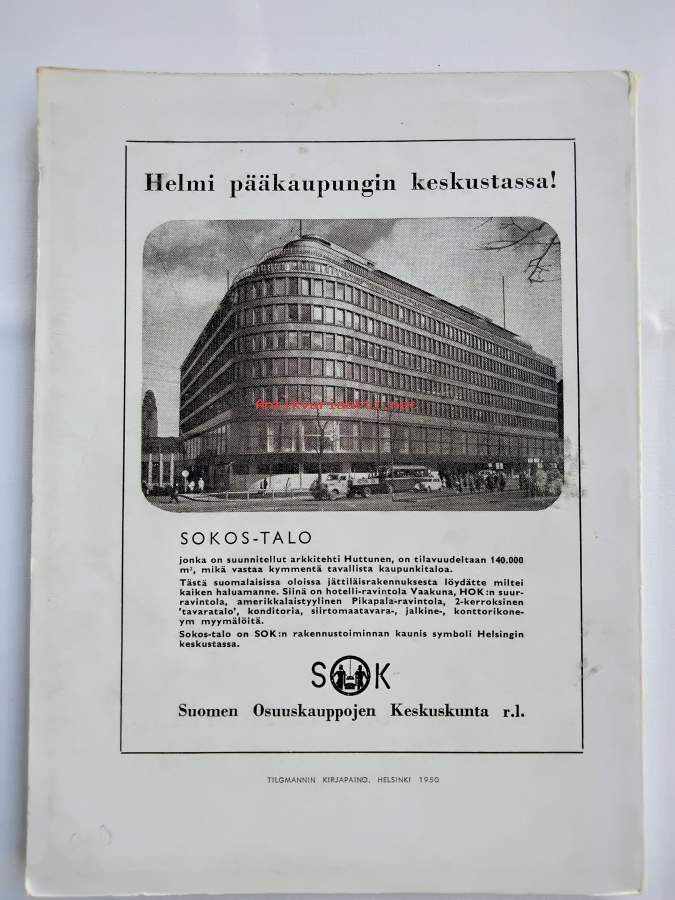 Helmi pääkaupungin keskustassa!
Antikvariaatti.net
SOKOS-TALO
jonka on suunnitellut arkkitehti Huttunen, on tilavuudeltaan 140.000
m³, mikä vastaa kymmentä tavallista kaupunkitaloa.
Tästä suomalaisissa oloissa jättiläisrakennuksesta löydätte miltei
kaiken haluamanne. Siinä on hotelli-ravintola Vaakuna, HOK:n suur-
ravintola, amerikkalaistyylinen Pikapala-ravintola, 2-kerroksinen
'tavaratalo', konditoria, siirtomaatavara-, jalkine-, konttorikone-
ym myymälöitä.
Sokos-talo on SOK:n rakennustoiminnan kaunis symboli Helsingin
keskustassa.
SOK
Suomen Osuuskauppojen Keskuskunta r.l.
TILGMANNIN KIRJAPAINO, HELSINKI 1950